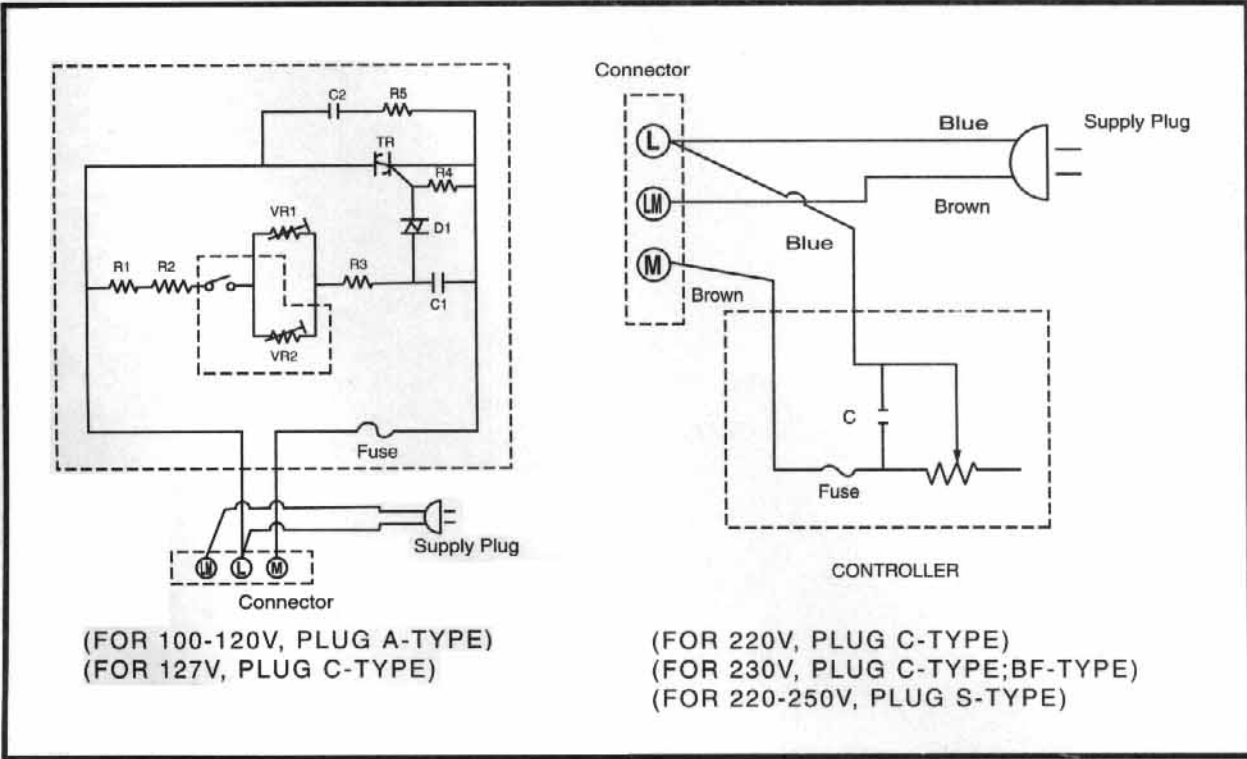 C2
R5
TR
R4
VR1
D1
R1
R2
R3
C1
VR2
Fuse
Supply Plug
LM L M
Connector
(FOR 100-120V, PLUG A-TYPE)
(FOR 127V, PLUG C-TYPE)
Connector
L
Blue
Supply Plug
LM
Brown
Blue
M
Brown
C
Fuse
CONTROLLER
(FOR 220V, PLUG C-TYPE)
(FOR 230V, PLUG C-TYPE;BF-TYPE)
(FOR 220-250V, PLUG S-TYPE)